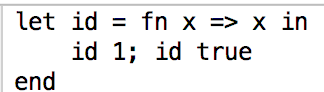 let id = fn x => x in
    id 1; id true
end